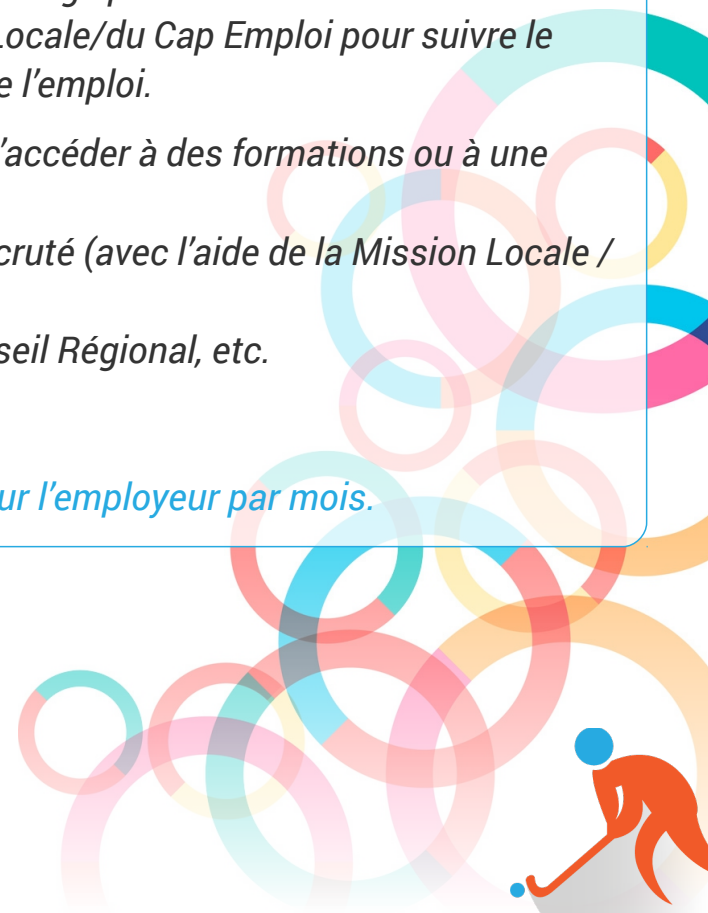 Locale/du Cap Emploi pour suivre le
e l'emploi.
l'accéder à des formations ou à une
cruté (avec l'aide de la Mission Locale /
seil Régional, etc.
ur l'employeur par mois.